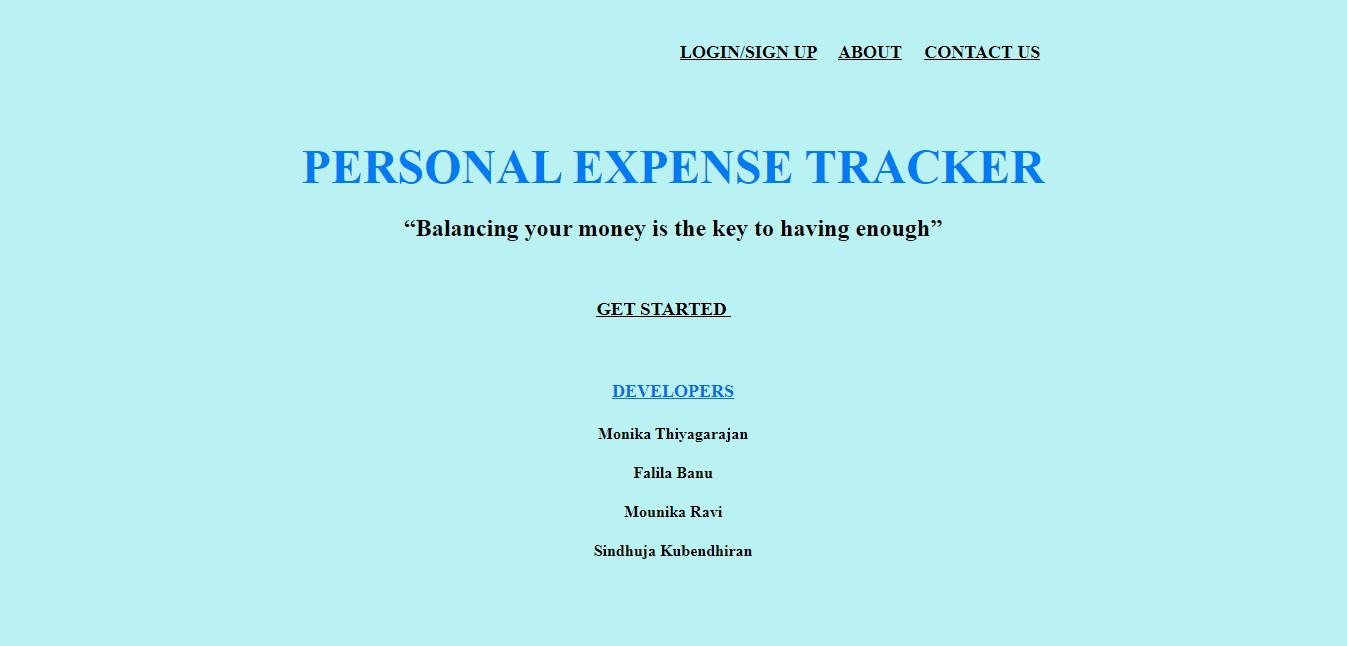 LOGIN/SIGN UP ABOUT CONTACT US
PERSONAL EXPENSE TRACKER
“Balancing your money is the key to having enough”
GET STARTED
DEVELOPERS
Monika Thiyagarajan
Falila Banu
Mounika Ravi
Sindhuja Kubendhiran